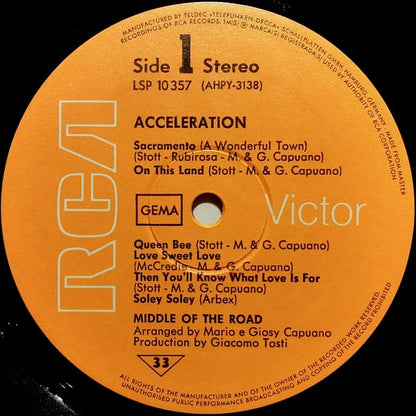 MANUFACTURED BY TELDEC »TELEFUNKEN-DECCA« SCHALLPLATTEN GMBH, HAMBURG, GERMANY. MADE FROM MASTER
RECORDINGS OF RCA RECORDS. TM(S) ® MARCA(S) REGISTRADA(S) USED BY AUTHORITY OF RCA CORPORATION
Side 1 Stereo
LSP 10 357 (AHPY-3138)
ACCELERATION
Sacramento (A Wonderful Town)
(Stott - Rubirosa - M. & G. Capuano)
On This Land (Stott - M. & G. Capuano)
GEMA
RCA
Victor
Queen Bee (Stott - M. & G. Capuano)
Love Sweet Love
(McCredie - M. & G. Capuano)
Then You'll Know What Love Is For
(Stott - M. & G. Capuano)
Soley Soley (Arbex)
MIDDLE OF THE ROAD
Arranged by Mario e Giosy Capuano
Production by Giacomo Tosti
33
ALL RIGHTS OF THE MANUFACTURER AND OF THE OWNER OF THE RECORDED WORK RESERVED.
UNAUTHORISED PUBLIC PERFORMANCE BROADCASTING AND COPYING OF THE RECORD PROHIBITED